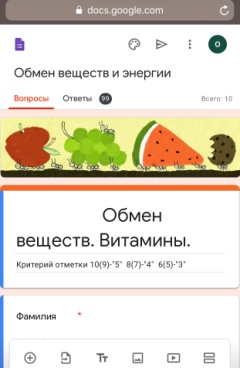 docs.google.com
O
Обмен веществ и энергии
Вопросы Ответы 99 Всего: 10
Обмен
веществ. Витамины.
Критерий отметки 10(9)-"5" 8(7)-"4" 6(5)-"3"
Фамилия *
Тт